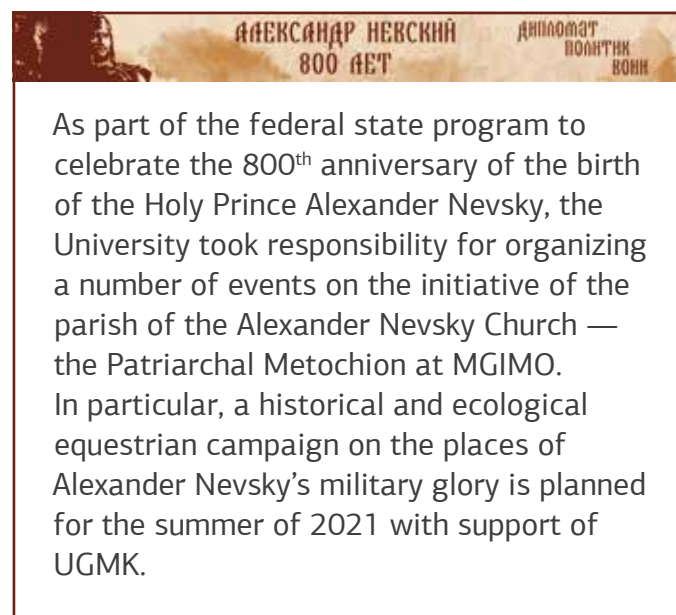 АЛЕКСАНДР НЕВСКИЙ
800 ЛЕТ
ДИПЛОМАТ
ПОЛИТИК
ВОИН
As part of the federal state program to
celebrate the 800th anniversary of the birth
of the Holy Prince Alexander Nevsky, the
University took responsibility for organizing
a number of events on the initiative of the
parish of the Alexander Nevsky Church —
the Patriarchal Metochion at MGIMO.
In particular, a historical and ecological
equestrian campaign on the places of
Alexander Nevsky’s military glory is planned
for the summer of 2021 with support of
UGMK.